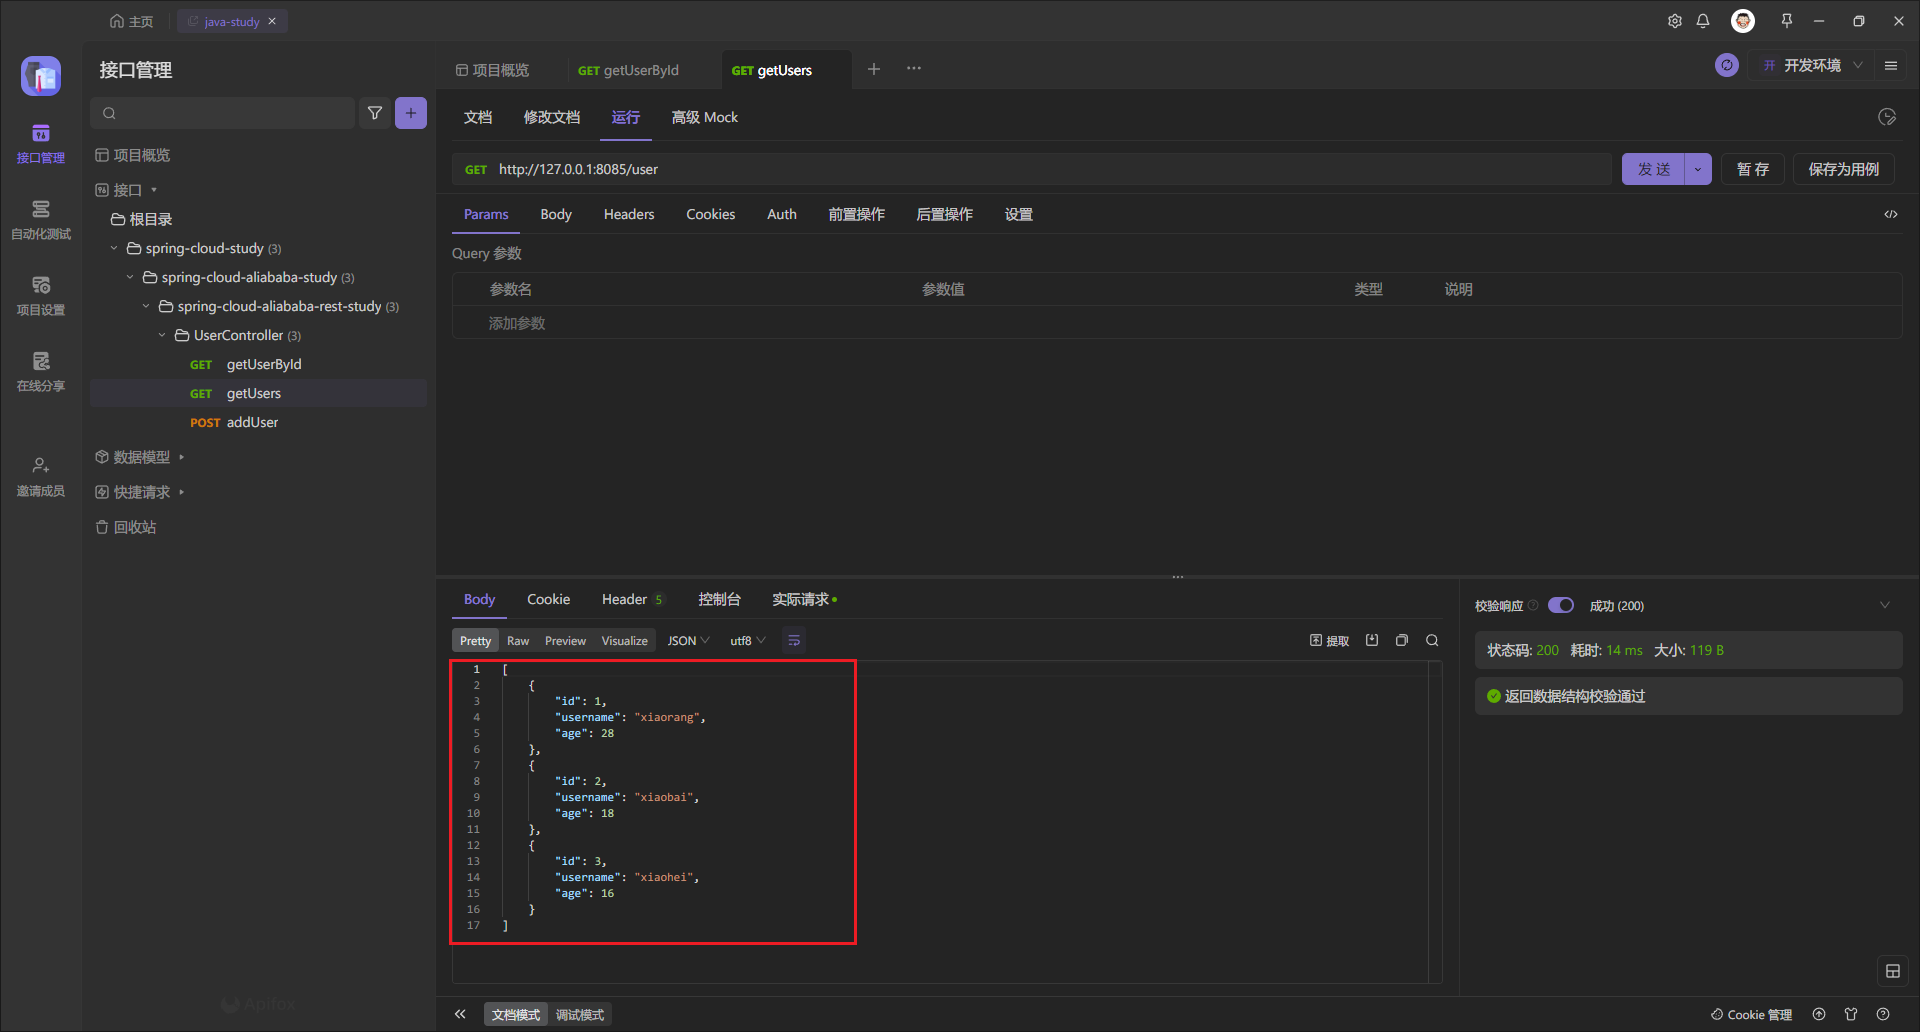 主页
java-study
接口管理
项目概览
GET getUserById
GET getUsers
开 开发环境
接口管理
自动化测试
项目设置
在线分享
邀请成员
项目概览
接口
根目录
spring-cloud-study (3)
spring-cloud-aliababa-study (3)
spring-cloud-aliababa-rest-study (3)
UserController (3)
GET getUserById
GET getUsers
POST addUser
数据模型
快捷请求
回收站
Apifox
文档 修改文档 运行 高级 Mock
GET http://127.0.0.1:8085/user
发 送 暂 存 保存为用例
Params Body Headers Cookies Auth 前置操作 后置操作 设置
Query 参数
参数名 参数值 类型 说明
添加参数
Body Cookie Header 5 控制台 实际请求
Pretty Raw Preview Visualize JSON utf8 提取
1 [
2 {
3 "id": 1,
4 "username": "xiaorang",
5 "age": 28
6 },
7 {
8 "id": 2,
9 "username": "xiaobai",
10 "age": 18
11 },
12 {
13 "id": 3,
14 "username": "xiaohei",
15 "age": 16
16 }
17 ]
校验响应 成功 (200)
状态码: 200 耗时: 14 ms 大小: 119 B
返回数据结构校验通过
文档模式 调试模式
Cookie 管理